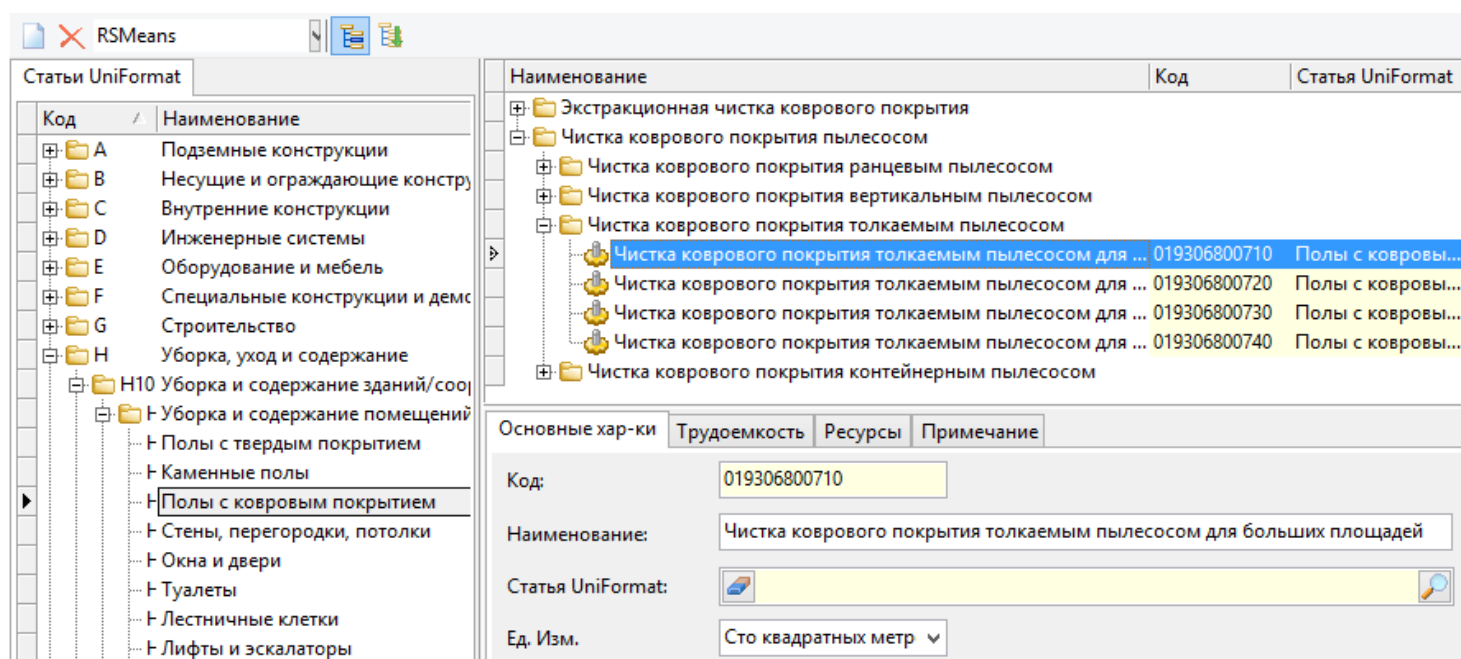 RSMeans
Статьи UniFormat
Код Наименование
A Подземные конструкции
B Несущие и ограждающие
C Внутренние конструкции
D Инженерные системы
E Оборудование и мебель
F Специальные конструкции и
G Строительство
H Уборка, уход и содержание
H10 Уборка и содержание
Уборка и содержание помещений
Полы с твердым покрытием
Каменные полы
Полы с ковровым покрытием
Стены, перегородки, потолки
Окна и двери
Туалеты
Лестничные клетки
Лифты и эскалаторы
Наименование Код Статья UniFormat
Экстракционная чистка коврового покрытия
Чистка коврового покрытия пылесосом
Чистка коврового покрытия ранцевым пылесосом
Чистка коврового покрытия вертикальным пылесосом
Чистка коврового покрытия толкаемым пылесосом
Чистка коврового покрытия толкаемым пылесосом для ... 019306800710 Полы с ковровы...
Чистка коврового покрытия толкаемым пылесосом для ... 019306800720 Полы с ковровы...
Чистка коврового покрытия толкаемым пылесосом для ... 019306800730 Полы с ковровы...
Чистка коврового покрытия толкаемым пылесосом для ... 019306800740 Полы с ковровы...
Чистка коврового покрытия контейнерным пылесосом
Основные хар-ки Трудоемкость Ресурсы Примечание
Код: 019306800710
Наименование: Чистка коврового покрытия толкаемым пылесосом для больших площадей
Статья UniFormat:
Ед. Изм. Сто квадратных метр